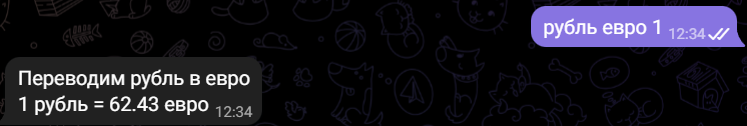 рубль евро 1 12:34
Переводим рубль в евро
1 рубль = 62.43 евро 12:34